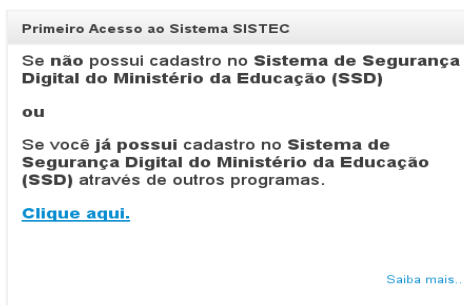 Primeiro Acesso ao Sistema SISTEC
Se não possui cadastro no Sistema de Segurança
Digital do Ministério da Educação (SSD)
ou
Se você já possui cadastro no Sistema de
Segurança Digital do Ministério da Educação
(SSD) através de outros programas.
Clique aqui.
Saiba mais..